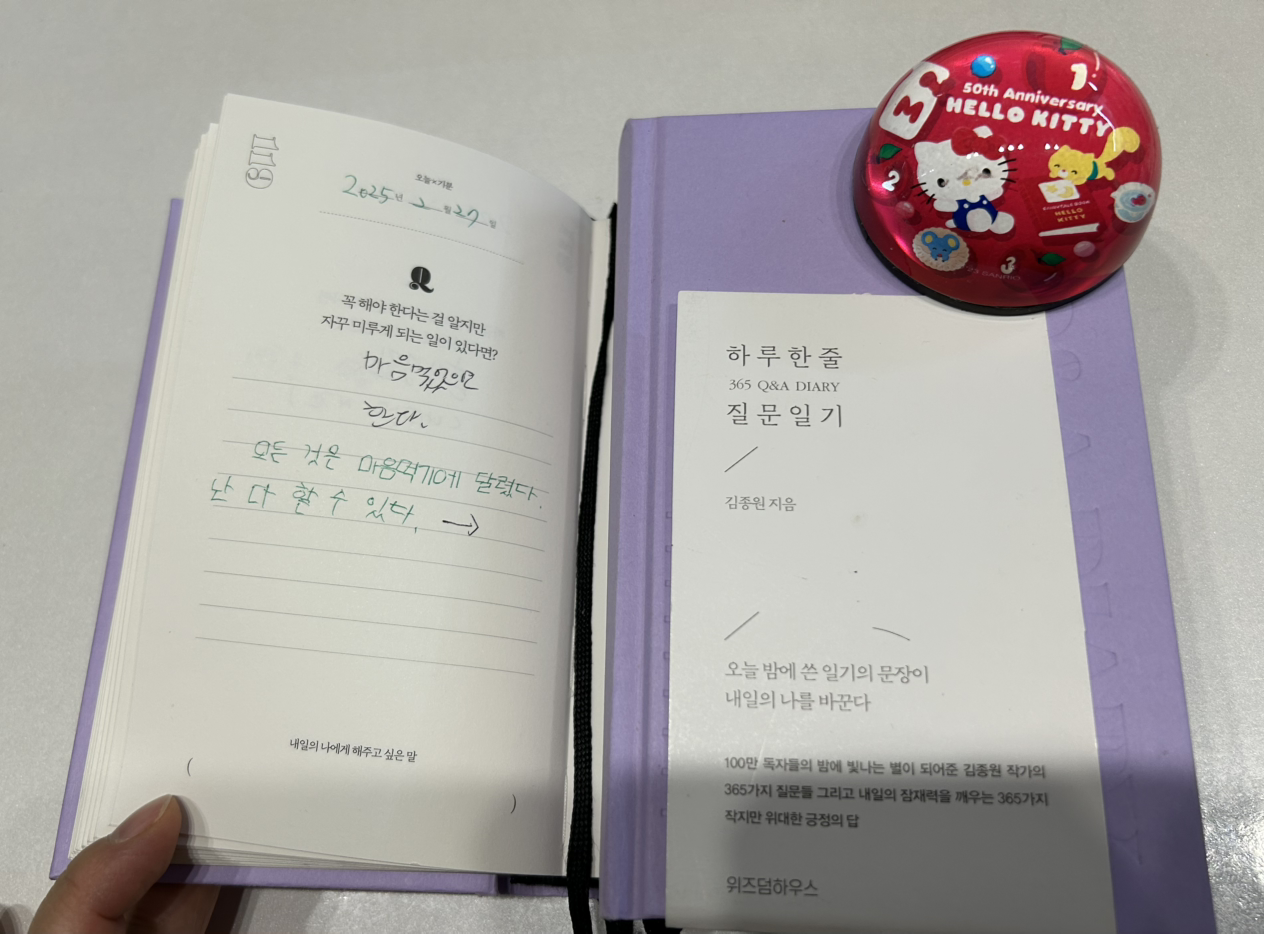 119
오늘×기분
2025년 2월 27일
Q
꼭 해야 한다는 걸 알지만
자꾸 미루게 되는 일이 있다면?
마음먹었으면
한다.
모든 것은 마음먹기에 달렸다.
난 다 할 수 있다. →
내일의 나에게 해주고 싶은 말
( )
하루한줄
365 Q&A DIARY
질문일기
김종원 지음
오늘 밤에 쓴 일기의 문장이
내일의 나를 바꾼다
100만 독자들의 밤에 빛나는 별이 되어준 김종원 작가의
365가지 질문들 그리고 내일의 잠재력을 깨우는 365가지
작지만 위대한 긍정의 답
위즈덤하우스
50th Anniversary
HELLO KITTY
1
2
3
HELLO
KITTY
SANRIO